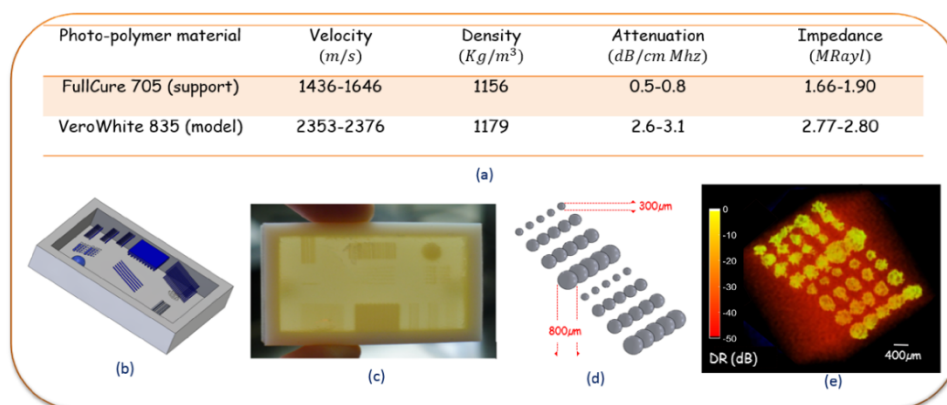 Photo-polymer material Velocity Density Attenuation Impedance
(m/s) (Kg/m³) (dB/cm Mhz) (MRayl)
FullCure 705 (support) 1436-1646 1156 0.5-0.8 1.66-1.90
VeroWhite 835 (model) 2353-2376 1179 2.6-3.1 2.77-2.80
(a)
300μm
800μm
0
-10
-20
-30
-40
-50
DR (dB)
400μm
(b)
(c)
(d)
(e)